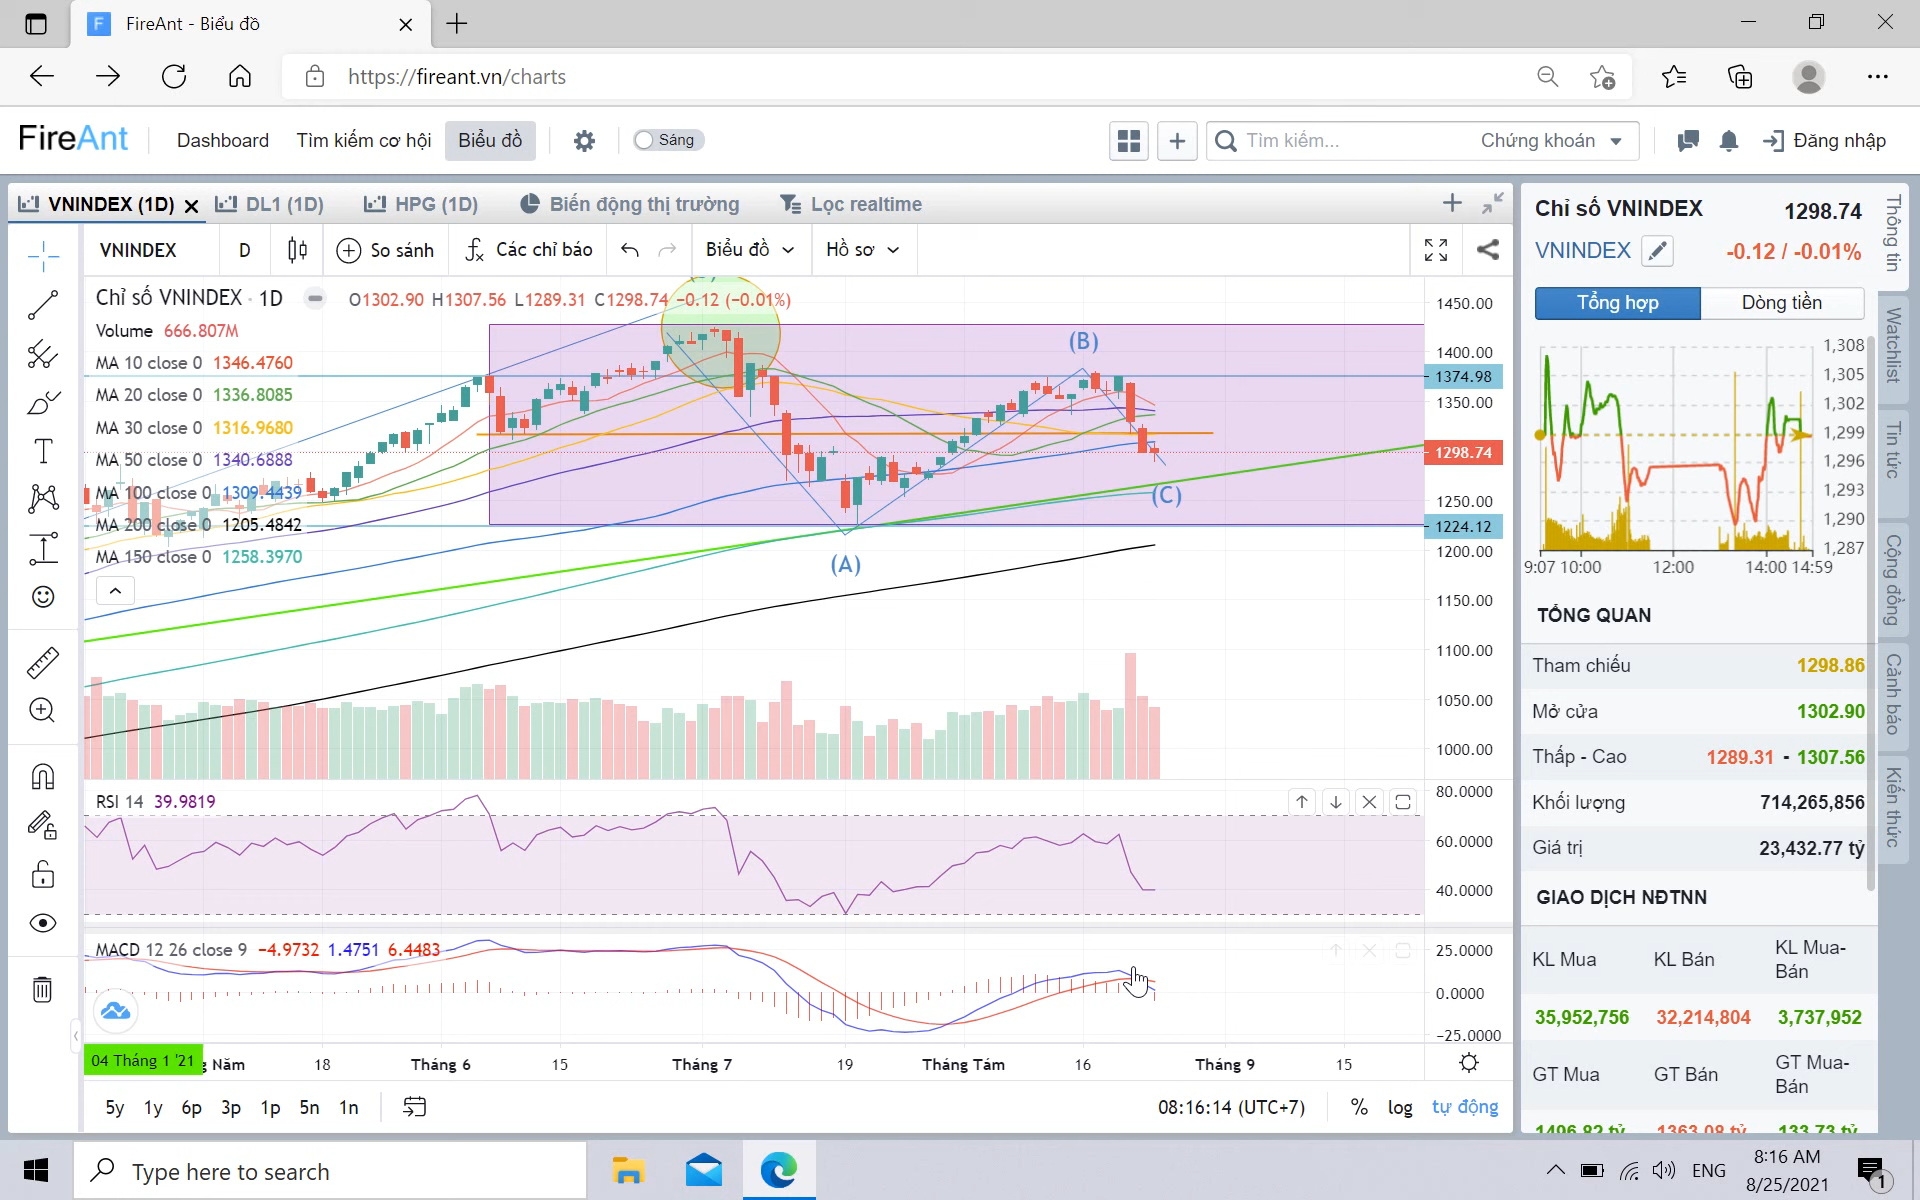 FireAnt - Biểu đồ
https://fireant.vn/charts
FireAnt
Dashboard
Tìm kiếm cơ hội
Biểu đồ
Sáng
Tìm kiếm...
Chứng khoán
Đăng nhập
VNINDEX (1D)
DL1 (1D)
HPG (1D)
Biến động thị trường
Lọc realtime
VNINDEX
D
So sánh
Các chỉ báo
Biểu đồ
Hồ sơ
Chỉ số VNINDEX · 1D
O1302.90 H1307.56 L1289.31 C1298.74 −0.12 (−0.01%)
Volume 666.807M
MA 10 close 0 1346.4760
MA 20 close 0 1336.8085
MA 30 close 0 1316.9680
MA 50 close 0 1340.6888
MA 100 close 0 1309.4439
MA 200 close 0 1205.4842
MA 150 close 0 1258.3970
(A)
(B)
(C)
1450.00
1400.00
1374.98
1350.00
1298.74
1250.00
1224.12
1200.00
1150.00
1100.00
1050.00
1000.00
RSI 14 39.9819
80.0000
60.0000
40.0000
MACD 12 26 close 9 −4.9732 1.4751 6.4483
25.0000
0.0000
−25.0000
04 Tháng 1 '21
Năm
18
Tháng 6
15
Tháng 7
19
Tháng Tám
16
Tháng 9
15
5y 1y 6p 3p 1p 5n 1n
08:16:14 (UTC+7)
% log tự động
Chỉ số VNINDEX
1298.74
VNINDEX
-0.12 / -0.01%
Tổng hợp
Dòng tiền
1,308
1,305
1,302
1,299
1,296
1,293
1,290
1,287
9:07 10:00 12:00 14:00 14:59
TỔNG QUAN
Tham chiếu 1298.86
Mở cửa 1302.90
Thấp - Cao 1289.31 - 1307.56
Khối lượng 714,265,856
Giá trị 23,432.77 tỷ
GIAO DỊCH NĐTNN
KL Mua KL Bán KL Mua-
Bán
35,952,756 32,214,804 3,737,952
GT Mua GT Bán GT Mua-
Bán
1496.82 tỷ 1363.08 tỷ 133.73 tỷ
Thông tin
Watchlist
Tin tức
Cộng đồng
Cảnh báo
Kiến thức
Type here to search
ENG
8:16 AM
8/25/2021
1